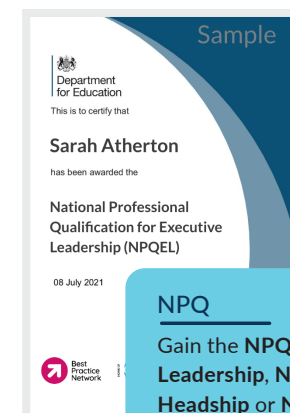 Sample
Department
for Education
This is to certify that
Sarah Atherton
has been awarded the
National Professional
Qualification for Executive
Leadership (NPQEL)
08 July 2021
NPQ
Gain the NPQ
Leadership, N
Headship or N
Best
Practice
Network